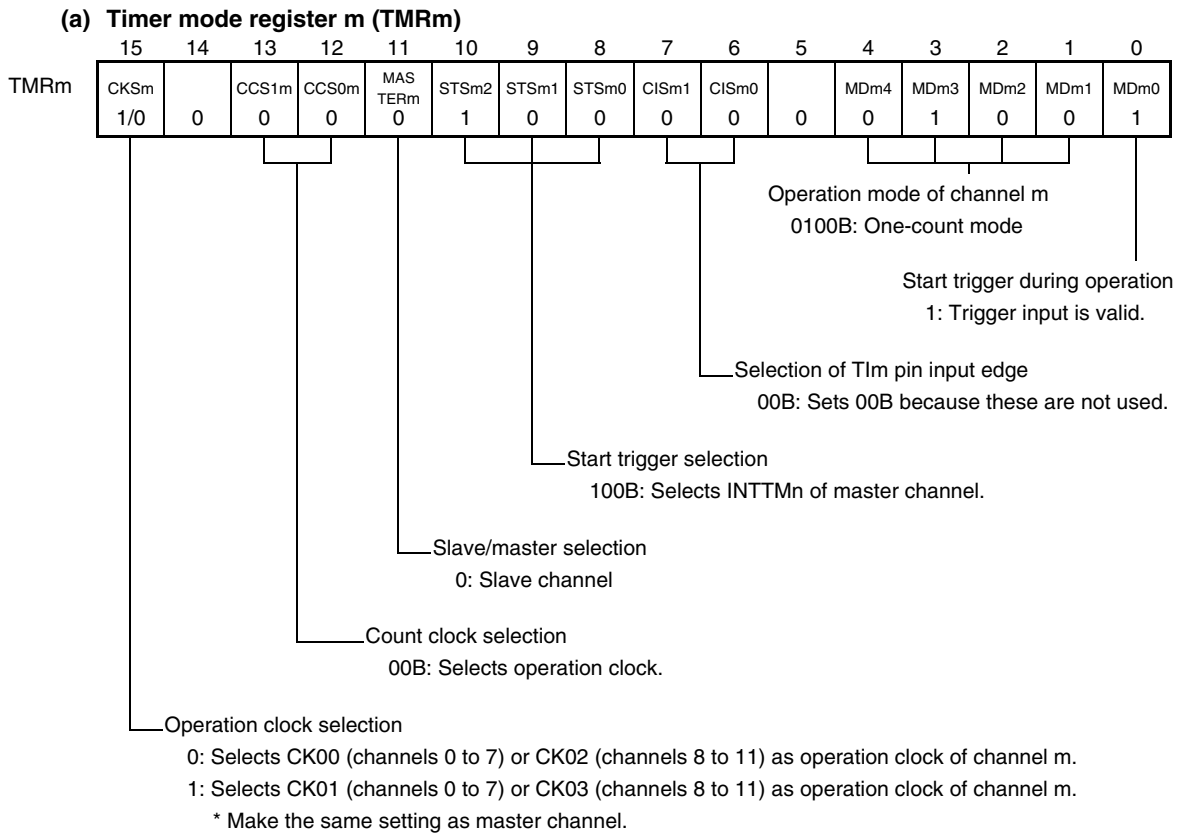 (a) Timer mode register m (TMRm)
15 14 13 12 11 10 9 8 7 6 5 4 3 2 1 0
TMRm CKSm CCS1m CCS0m MAS TERm STSm2 STSm1 STSm0 CISm1 CISm0 MDm4 MDm3 MDm2 MDm1 MDm0
1/0 0 0 0 0 1 0 0 0 0 0 0 1 0 0 1
Operation mode of channel m
0100B: One-count mode
Start trigger during operation
1: Trigger input is valid.
Selection of TIm pin input edge
00B: Sets 00B because these are not used.
Start trigger selection
100B: Selects INTTMn of master channel.
Slave/master selection
0: Slave channel
Count clock selection
00B: Selects operation clock.
Operation clock selection
0: Selects CK00 (channels 0 to 7) or CK02 (channels 8 to 11) as operation clock of channel m.
1: Selects CK01 (channels 0 to 7) or CK03 (channels 8 to 11) as operation clock of channel m.
* Make the same setting as master channel.